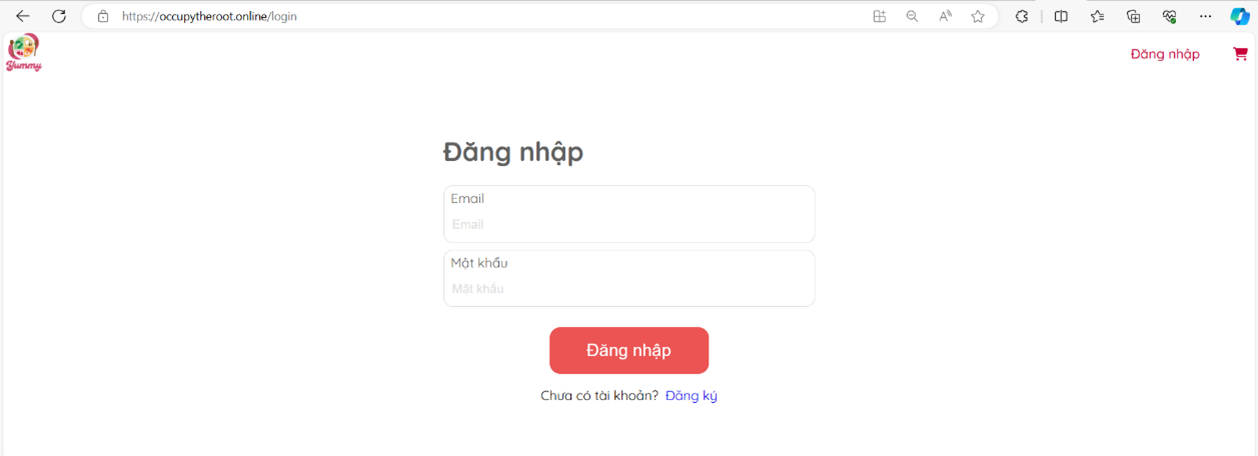 https://occupytheroot.online/login
Yummy
Đăng nhập
Đăng nhập
Email
Email
Mật khẩu
Mật khẩu
Đăng nhập
Chưa có tài khoản? Đăng ký